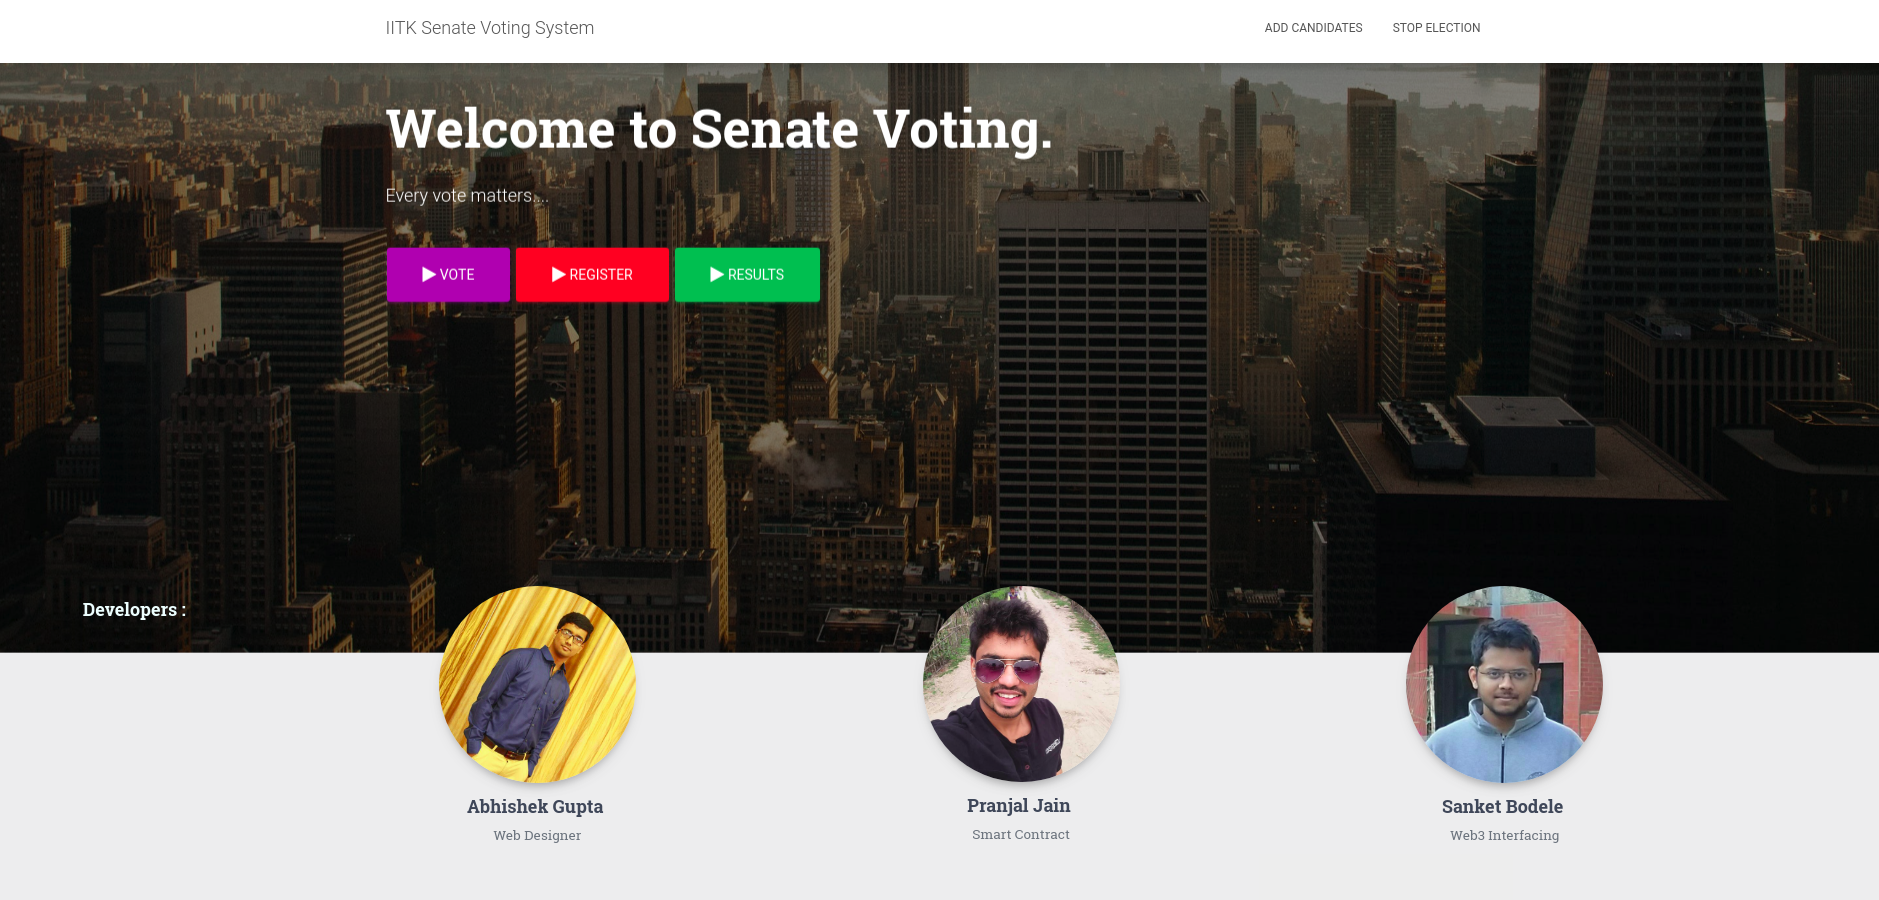 IITK Senate Voting System
ADD CANDIDATES STOP ELECTION
Welcome to Senate Voting.
Every vote matters....
VOTE REGISTER RESULTS
Developers :
Abhishek Gupta
Web Designer
Pranjal Jain
Smart Contract
Sanket Bodele
Web3 Interfacing